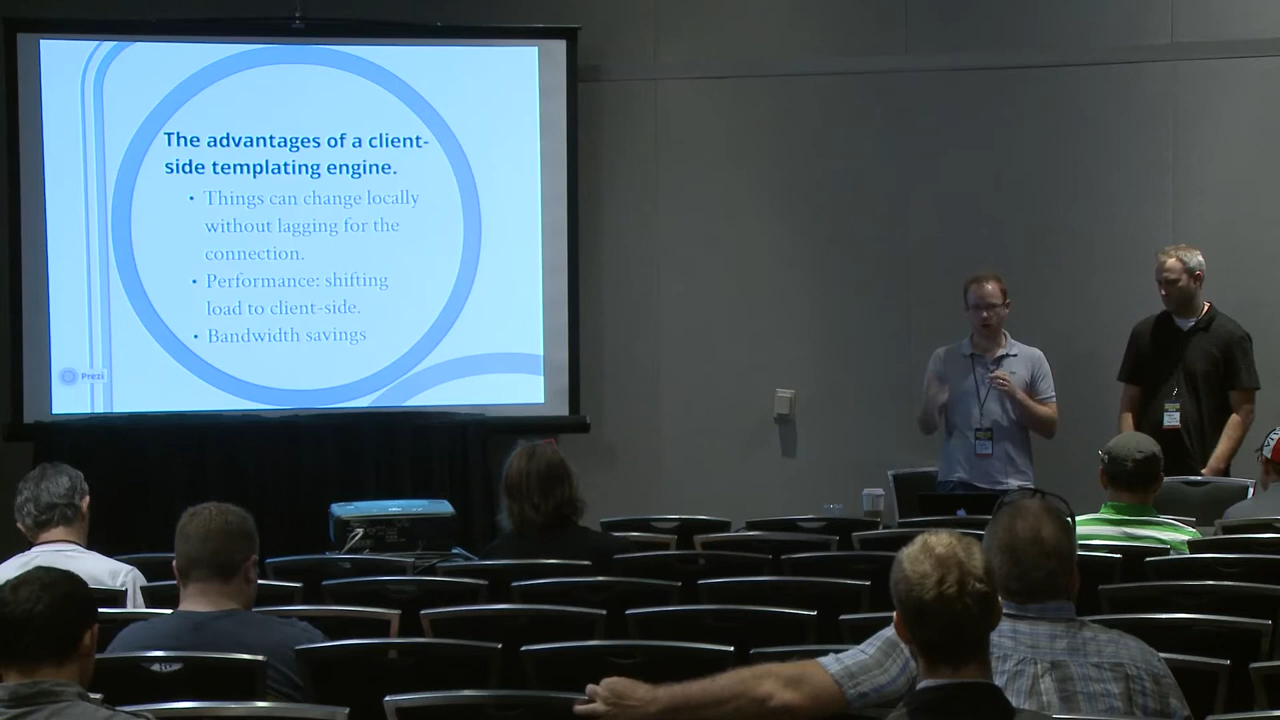 The advantages of a client-
side templating engine.
• Things can change locally
without lagging for the
connection.
• Performance: shifting
load to client-side.
• Bandwidth savings
Prezi